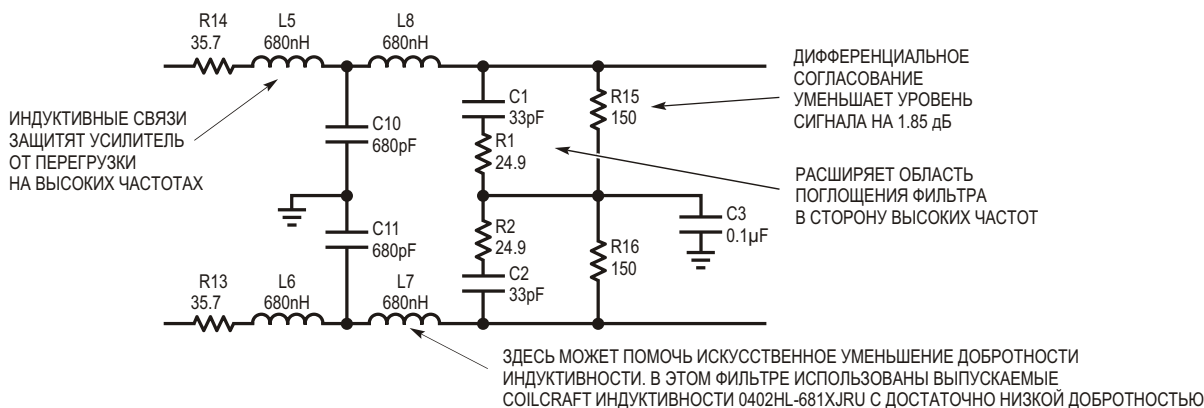 R14
35.7
L5
680nH
L8
680nH
ДИФФЕРЕНЦИАЛЬНОЕ
СОГЛАСОВАНИЕ
УМЕНЬШАЕТ УРОВЕНЬ
СИГНАЛА НА 1.85 дБ
ИНДУКТИВНЫЕ СВЯЗИ
ЗАЩИТЯТ УСИЛИТЕЛЬ
ОТ ПЕРЕГРУЗКИ
НА ВЫСОКИХ ЧАСТОТАХ
C10
680pF
C1
33pF
R1
24.9
R15
150
РАСШИРЯЕТ ОБЛАСТЬ
ПОГЛОЩЕНИЯ ФИЛЬТРА
В СТОРОНУ ВЫСОКИХ ЧАСТОТ
C11
680pF
R2
24.9
C2
33pF
R16
150
C3
0.1µF
R13
35.7
L6
680nH
L7
680nH
ЗДЕСЬ МОЖЕТ ПОМОЧЬ ИСКУССТВЕННОЕ УМЕНЬШЕНИЕ ДОБРОТНОСТИ
ИНДУКТИВНОСТИ. В ЭТОМ ФИЛЬТРЕ ИСПОЛЬЗОВАНЫ ВЫПУСКАЕМЫЕ
COILCRAFT ИНДУКТИВНОСТИ 0402HL-681XJRU С ДОСТАТОЧНО НИЗКОЙ ДОБРОТНОСТЬЮ